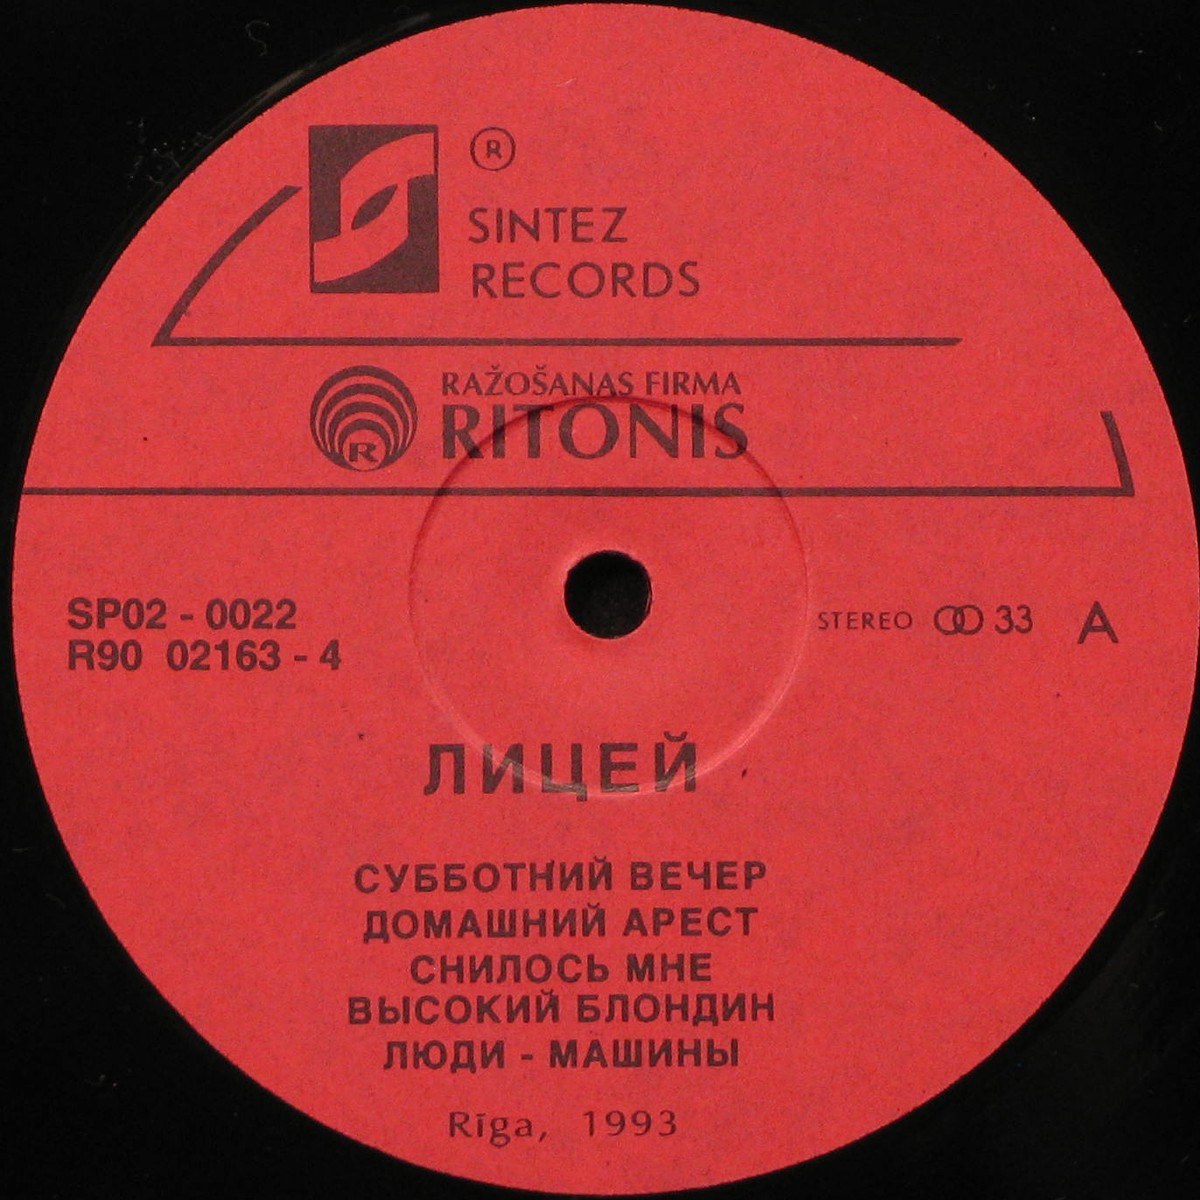 ®
SINTEZ
RECORDS
RAŽOŠANAS FIRMA
RITONIS
R
SP02 - 0022
R90 02163 - 4
STEREO 33 A
ЛИЦЕЙ
СУББОТНИЙ ВЕЧЕР
ДОМАШНИЙ АРЕСТ
СНИЛОСЬ МНЕ
ВЫСОКИЙ БЛОНДИН
ЛЮДИ - МАШИНЫ
Rīga, 1993